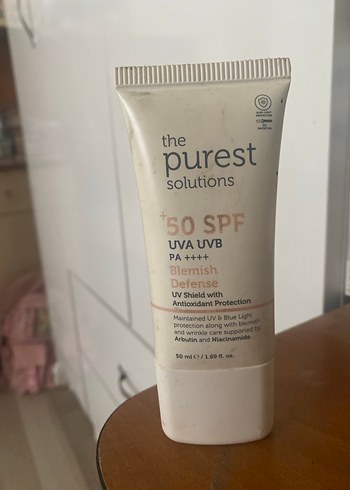 the
purest
solutions
+50 SPF
UVA UVB
PA ++++
Blemish
Defense
UV Shield with
Antioxidant Protection
Maintained UV & Blue Light
protection along with blemish
and wrinkle care supported by
Arbutin and Niacinamide.
50 ml ℮ / 1.69 fl. oz.